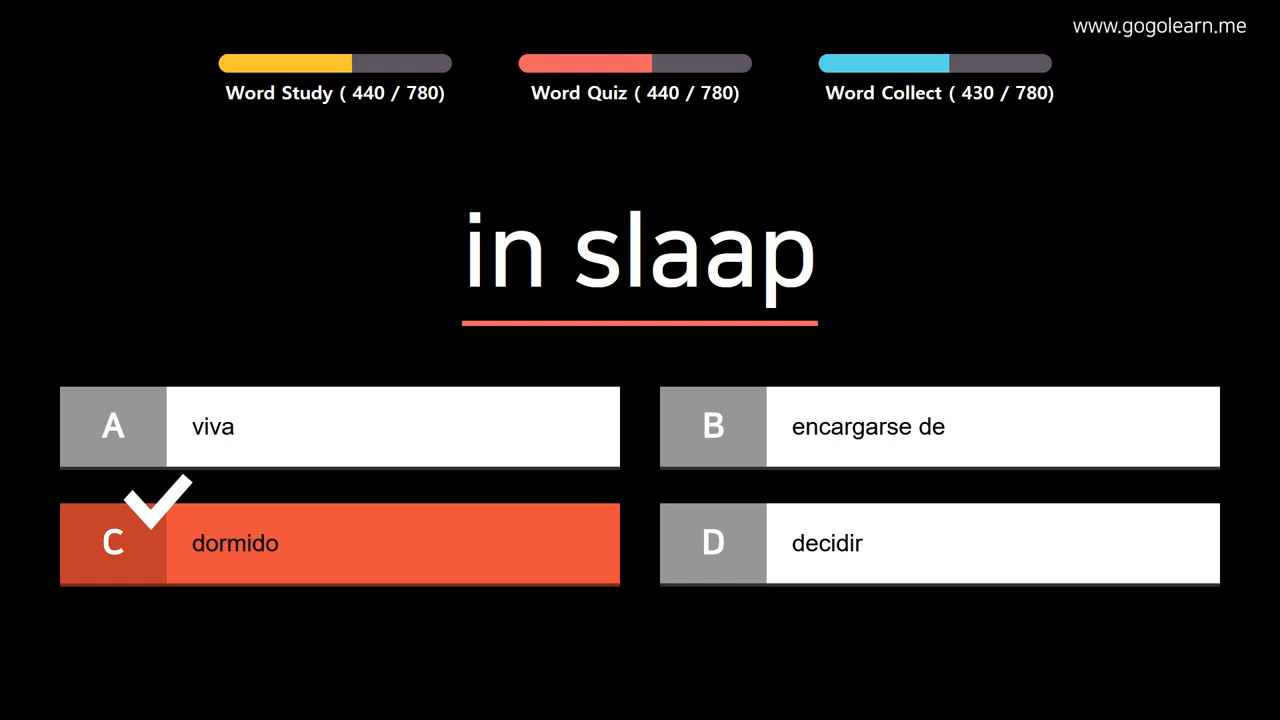 www.gogolearn.me
Word Study ( 440 / 780)
Word Quiz ( 440 / 780)
Word Collect ( 430 / 780)
in slaap
A viva
B encargarse de
C dormido
D decidir